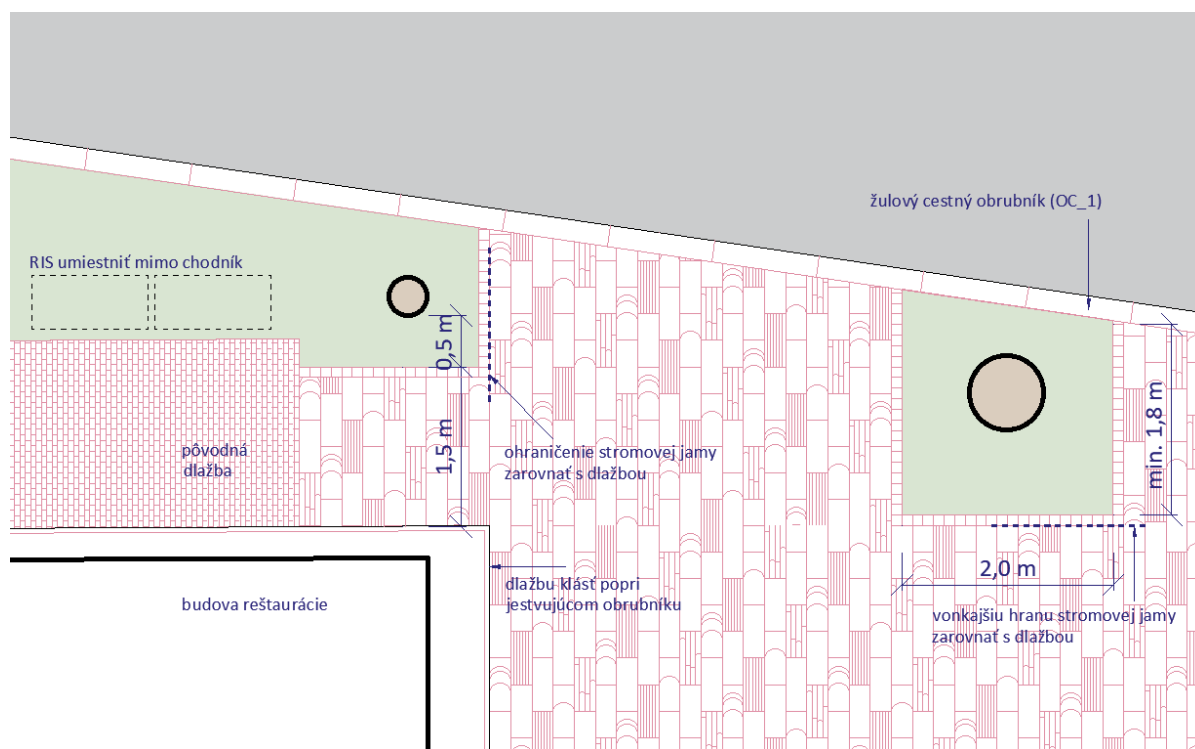 žulový cestný obrubník (OC_1)
RIS umiestniť mimo chodník
0,5 m
1,5 m
min. 1,8 m
pôvodná
dlažba
ohraničenie stromovej jamy
zarovnať s dlažbou
2,0 m
dlažbu klásť popri
jestvujúcom obrubníku
budova reštaurácie
vonkajšiu hranu stromovej jamy
zarovnať s dlažbou